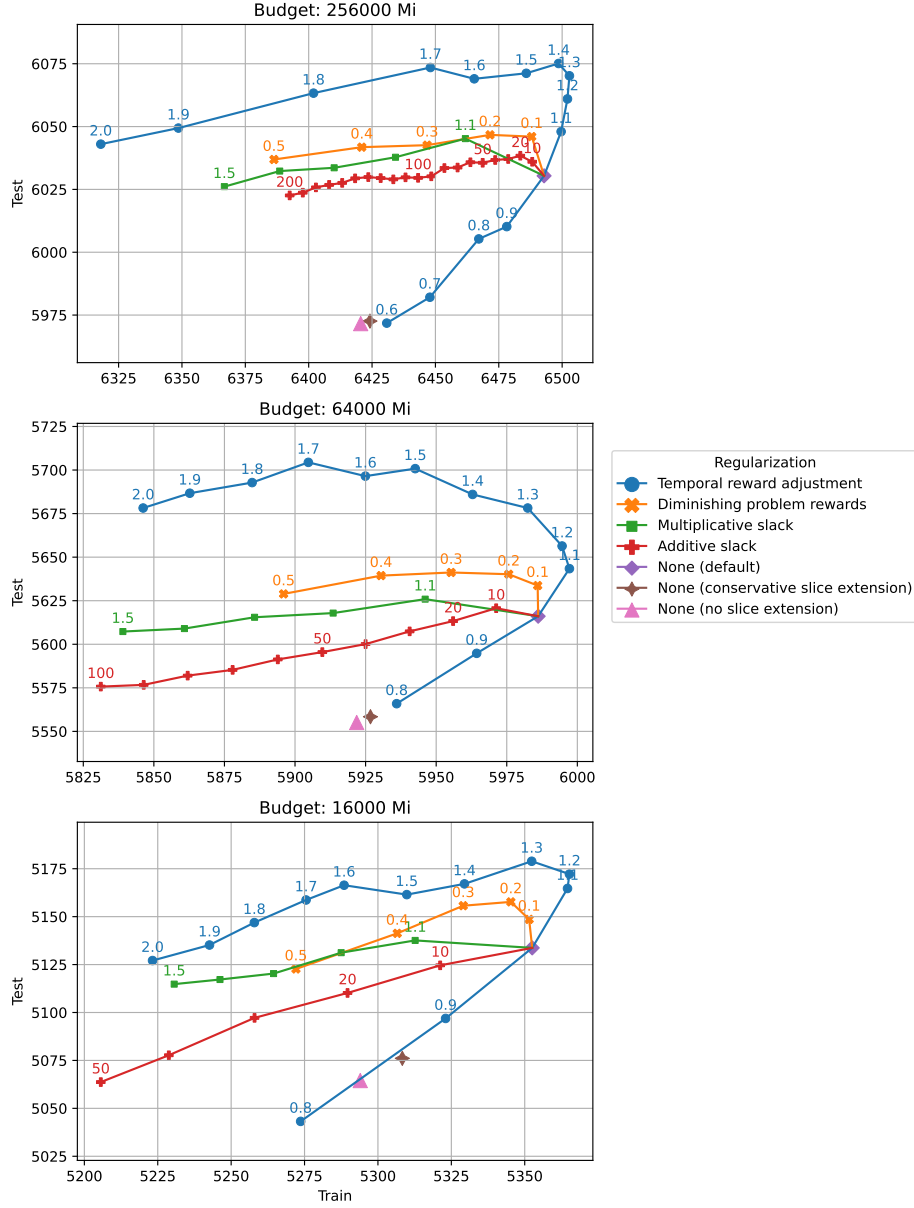 Budget: 256000 Mi
6075
6050
6025
6000
5975
Test
2.0 1.9 1.8 1.7 1.6 1.5 1.4 1.3 1.2 1.1
0.9 0.8 0.7 0.6
0.5 0.4 0.3 0.2 0.1
1.5 1.1
200 100 50 20 10
6325 6350 6375 6400 6425 6450 6475 6500
Budget: 64000 Mi
5725
5700
5675
5650
5625
5600
5575
5550
Test
2.0 1.9 1.8 1.7 1.6 1.5 1.4 1.3 1.2 1.1
0.9 0.8
0.5 0.4 0.3 0.2 0.1
1.5 1.1
100 50 20 10
5825 5850 5875 5900 5925 5950 5975 6000
Regularization
Temporal reward adjustment
Diminishing problem rewards
Multiplicative slack
Additive slack
None (default)
None (conservative slice extension)
None (no slice extension)
Budget: 16000 Mi
5175
5150
5125
5100
5075
5050
5025
Test
2.0 1.9 1.8 1.7 1.6 1.5 1.4 1.3 1.2 1.1
0.9 0.8
0.5 0.4 0.3 0.2 0.1
1.5 1.1
50 20 10
5200 5225 5250 5275 5300 5325 5350
Train